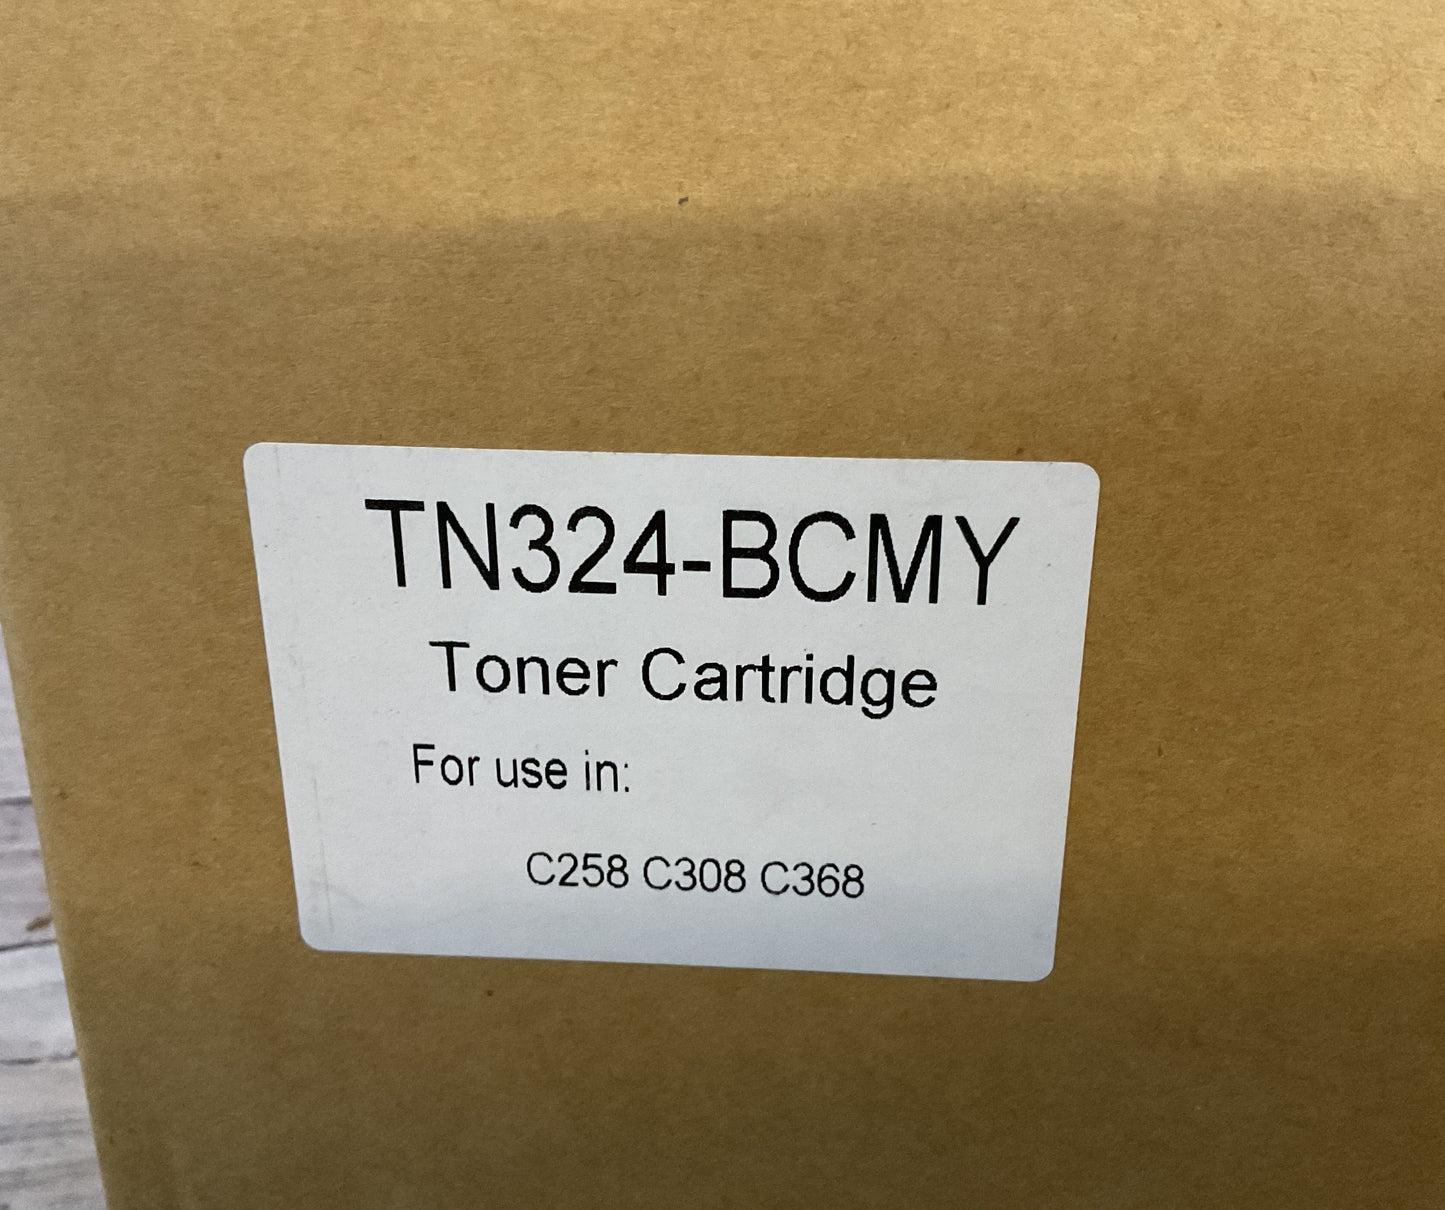 TN324-BCMY
Toner Cartridge
For use in:
C258 C308 C368